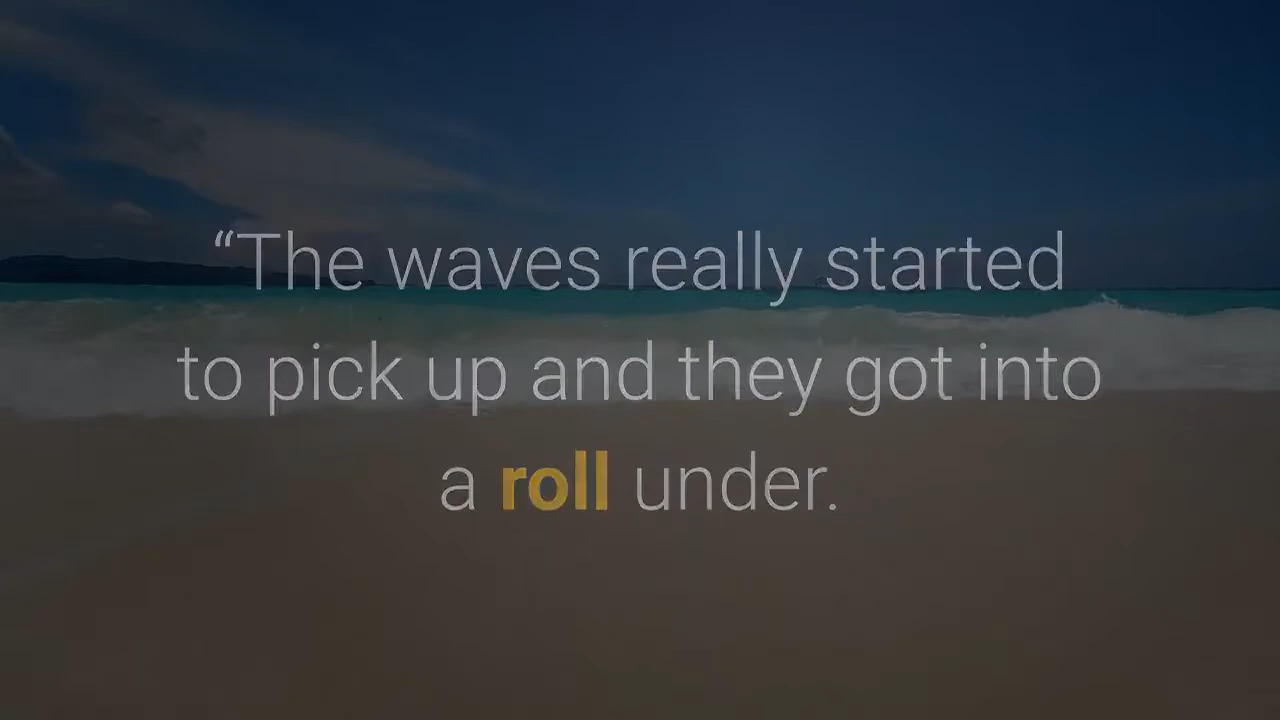 “The waves really started
to pick up and they got into
a roll under.